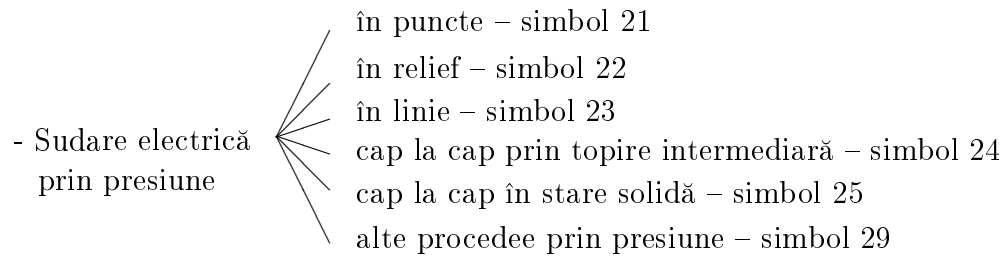 în puncte – simbol 21
în relief – simbol 22
în linie – simbol 23
- Sudare electrică
prin presiune
cap la cap prin topire intermediară – simbol 24
cap la cap în stare solidă – simbol 25
alte procedee prin presiune – simbol 29